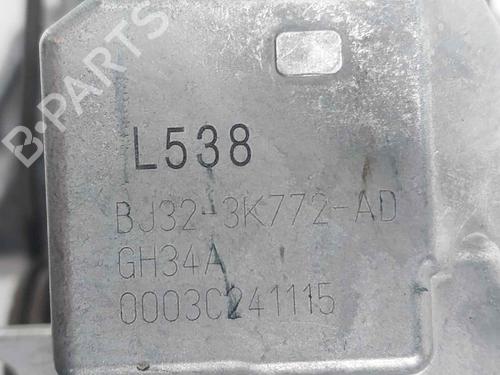 B-PARTS
L538
BJ32-3K772-AD
GH34A
0003C241115